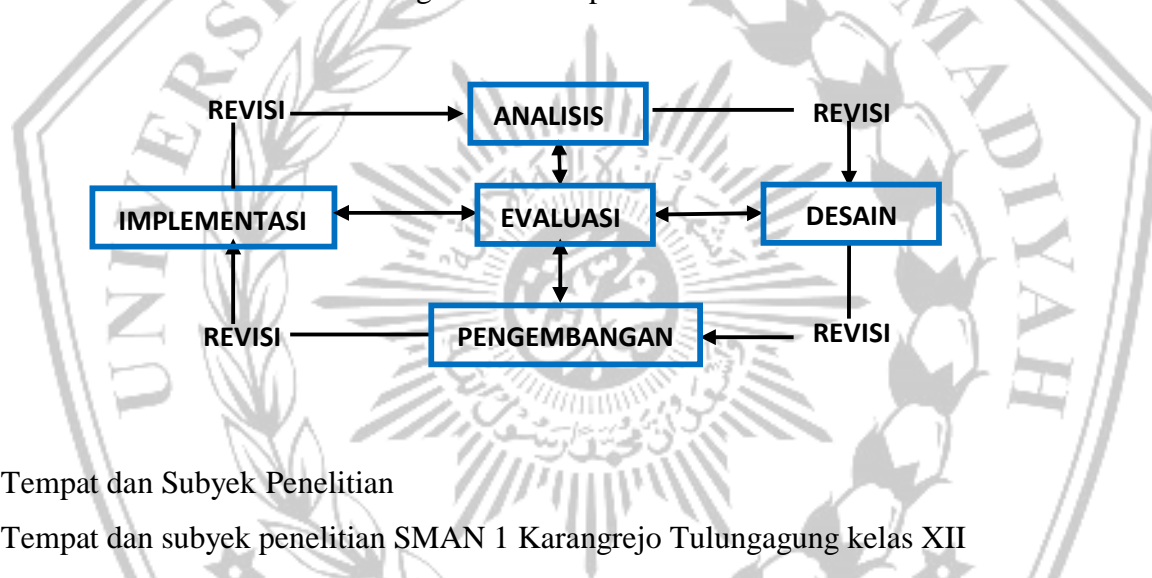 REVISI ANALISIS REVISI
IMPLEMENTASI EVALUASI DESAIN
REVISI PENGEMBANGAN REVISI
Tempat dan Subyek Penelitian
Tempat dan subyek penelitian SMAN 1 Karangrejo Tulungagung kelas XII